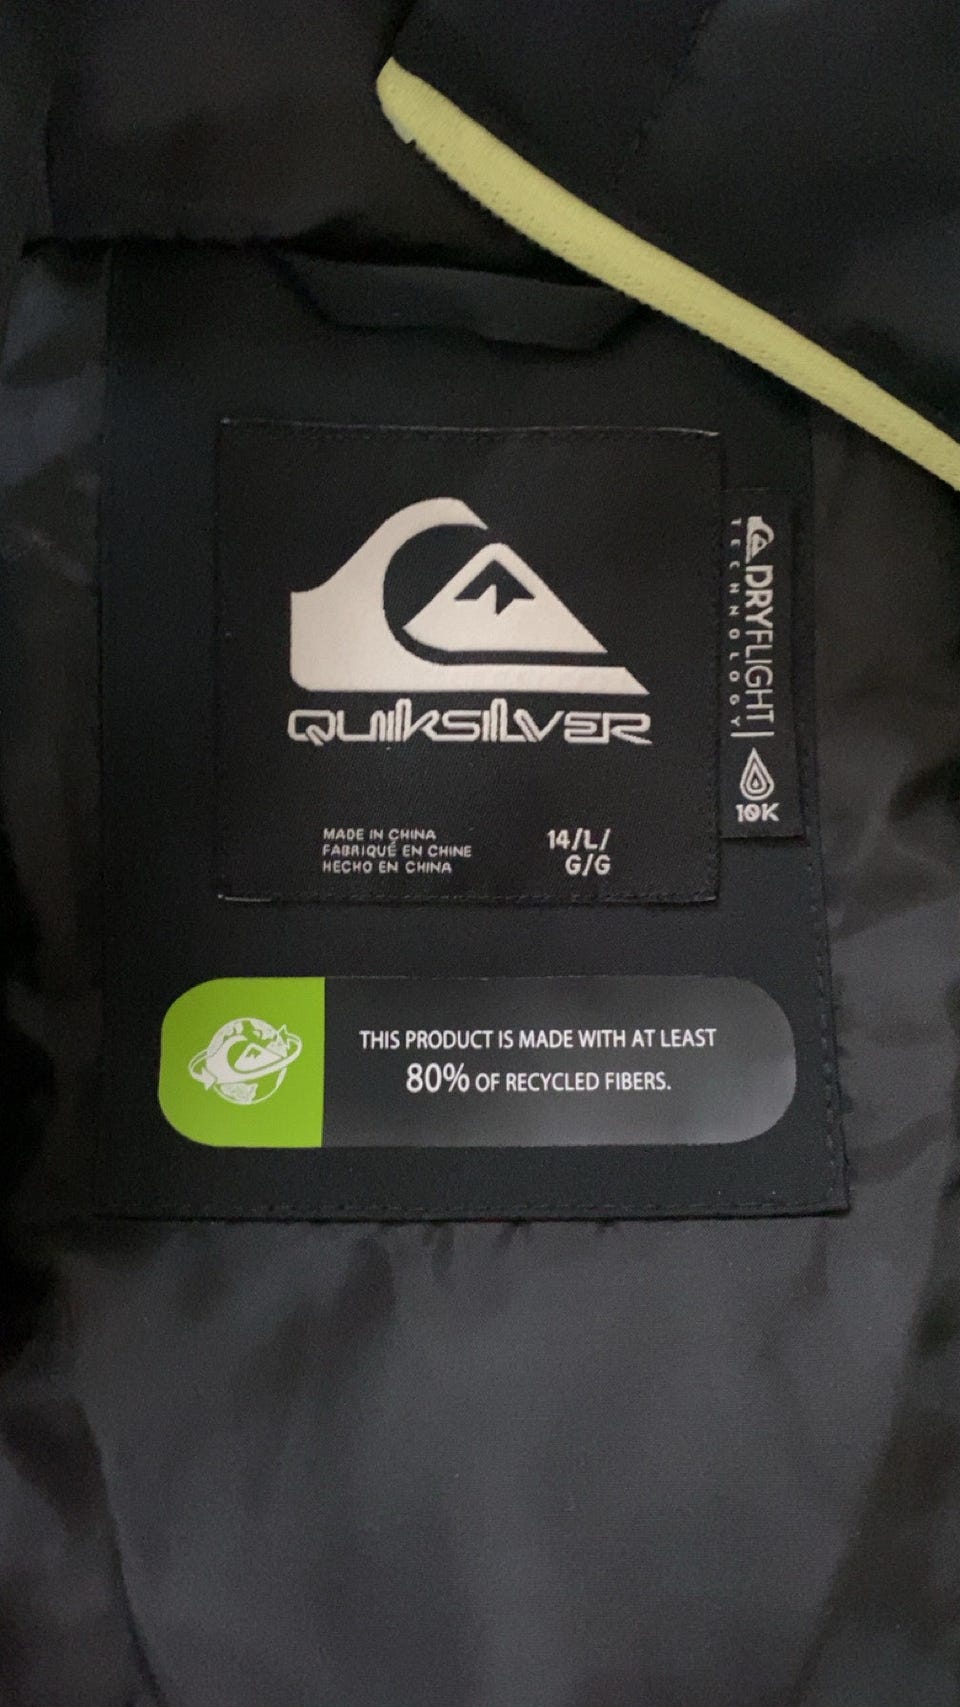 QUIKSILVER
MADE IN CHINA
FABRIQUÉ EN CHINE
HECHO EN CHINA
14/L/
G/G
DRYFLIGHT
TECHNOLOGY
10K
THIS PRODUCT IS MADE WITH AT LEAST
80% OF RECYCLED FIBERS.